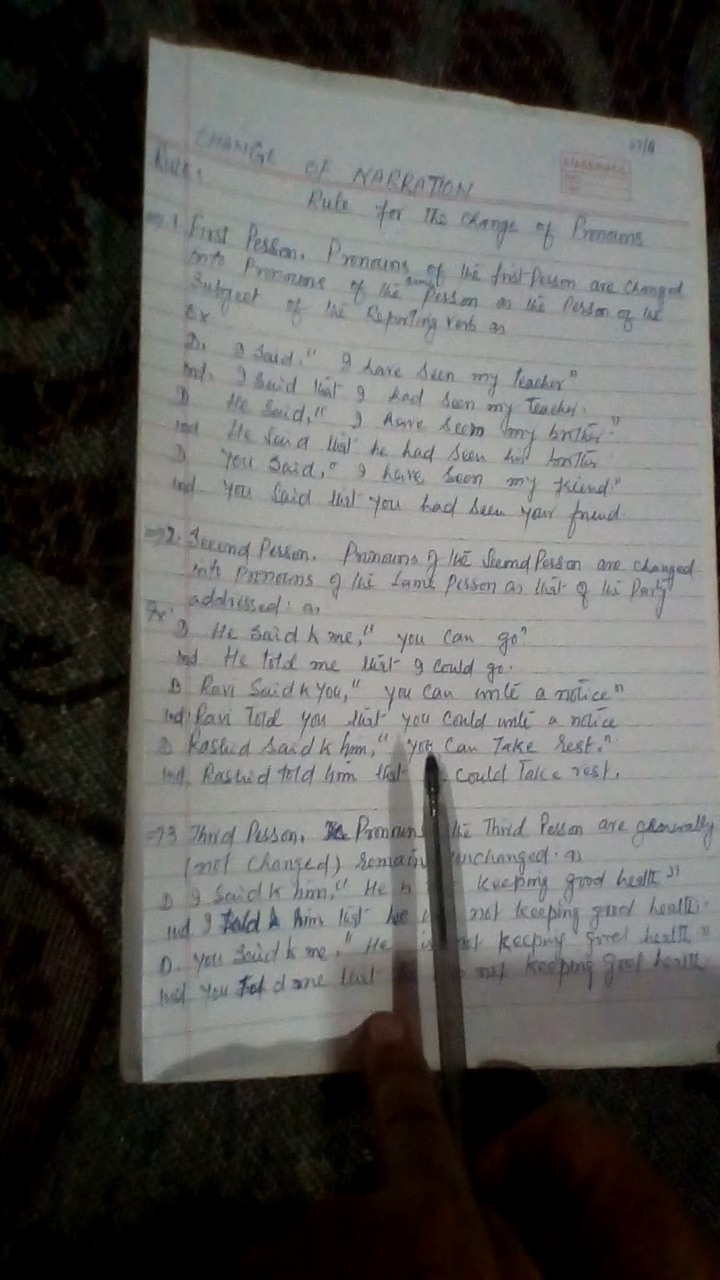 27/9
CLASSMATE
CHANGE OF NARRATION
Rules
Rule for the change of Pronouns
⇒ 1. First Person. Pronouns of the first Person are changed
into Pronouns of the same Person as the Person of the
Subject of the Reporting verb as
Ex
D. I said," I have seen my teacher"
Ind. I said that I had seen my teacher.
D He said," I have seem my brother."
Ind He said that he had seen his brother
D You said," I have seen my friend."
Ind You said that you had seen your friend
⇒ 2. Second Person. Pronouns of the Second Person are changed
into Pronouns of the same person as that of the Party
addressed: as
Ex.
D He said to me," you can go"
Ind He told me that I could go.
D Ravi said to you," you can write a notice"
Ind. Ravi told you that you could write a notice
D Rashid said to him," you can Take rest."
Ind. Rashid told him that could Take rest.
⇒ 3 Third Person. Pronouns the Third Person are generally
(not changed) remain unchanged. as
D I said to him," He is keeping good health"
Ind I told him that he not keeping good health.
D. you said to me," He is not keeping good health"
Ind you told me that not keeping good health